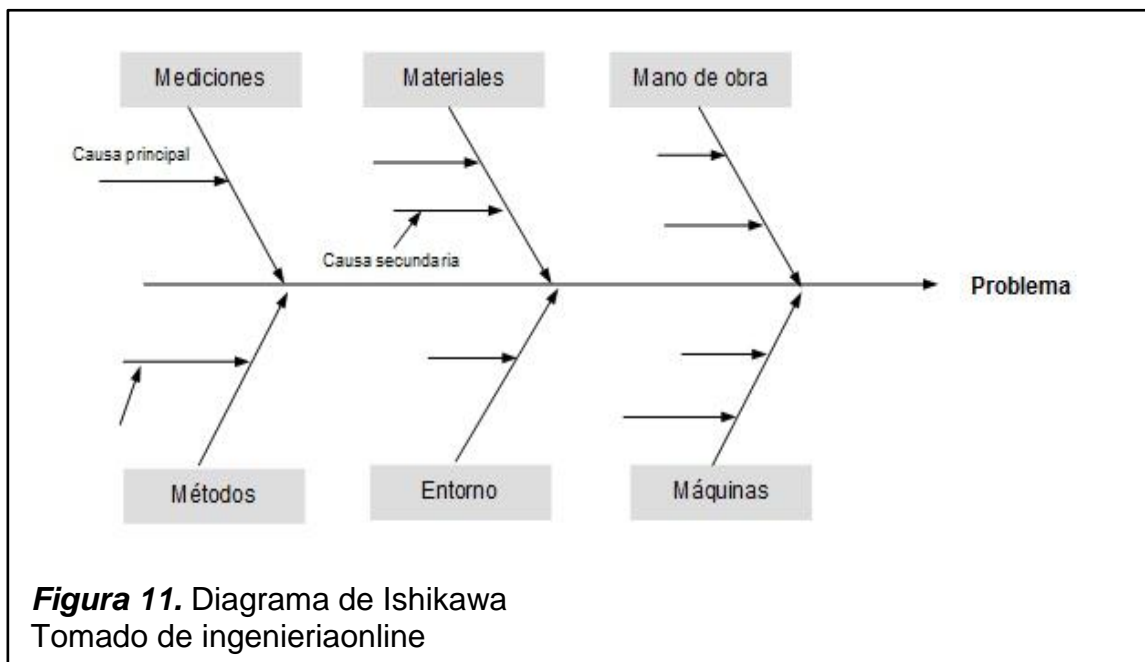 Mediciones
Materiales
Mano de obra
Causa principal
Causa secundaria
Problema
Métodos
Entorno
Máquinas
Figura 11. Diagrama de Ishikawa
Tomado de ingenieriaonline